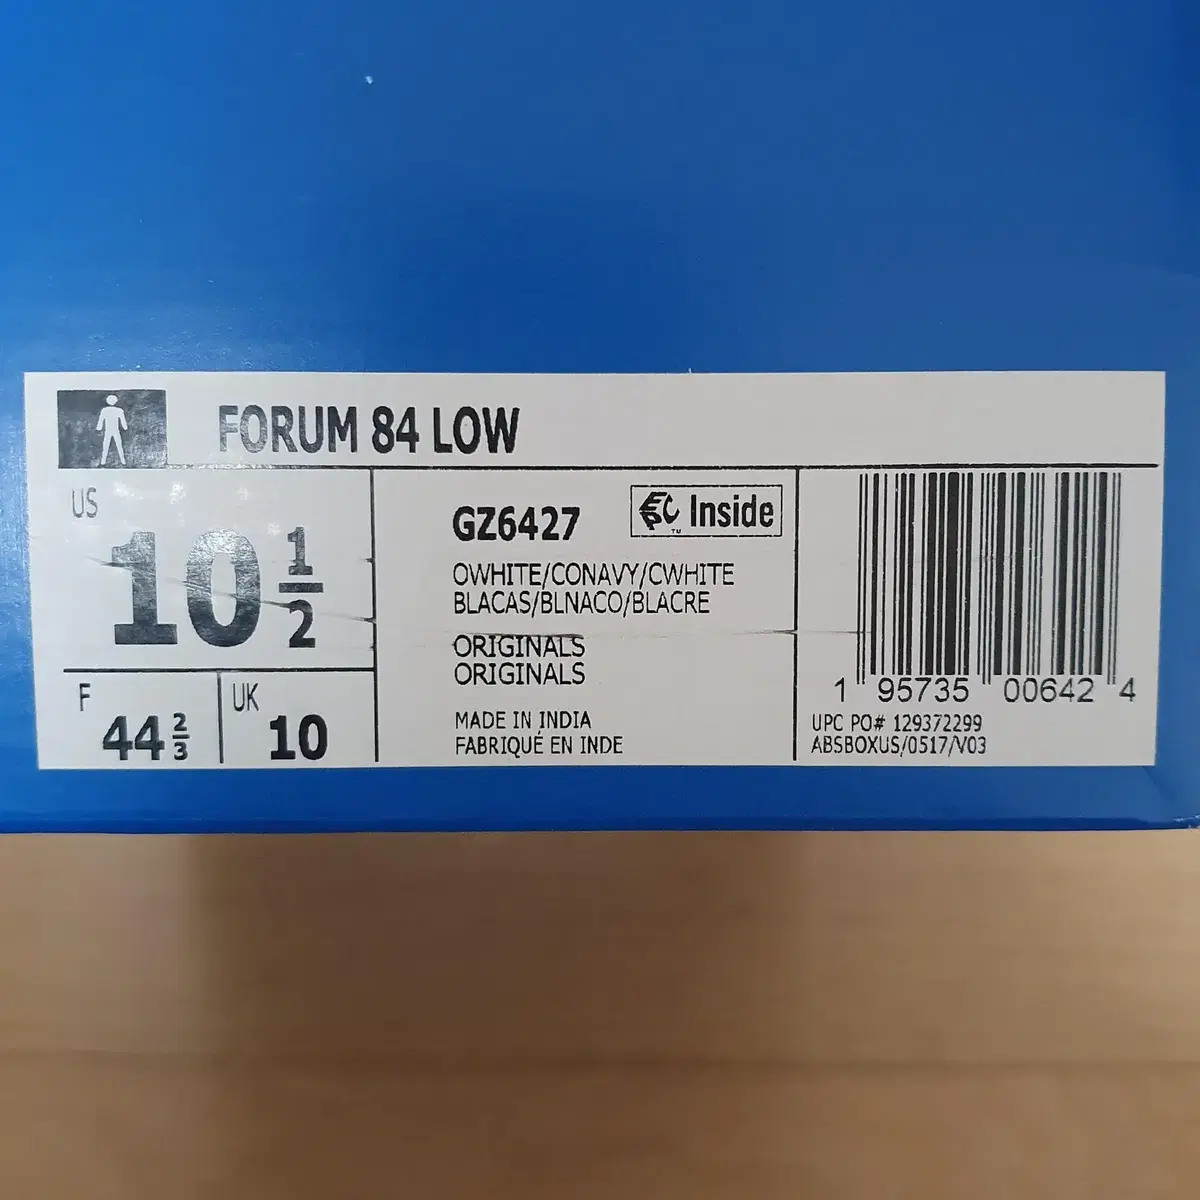 FORUM 84 LOW
US
10 1/2
F
44 2/3
UK
10
GZ6427
EPC Inside
TM
OWHITE/CONAVY/CWHITE
BLACAS/BLNACO/BLACRE
ORIGINALS
ORIGINALS
MADE IN INDIA
FABRIQUÉ EN INDE
1 95735 00642 4
UPC PO# 129372299
ABSBOXUS/0517/V03